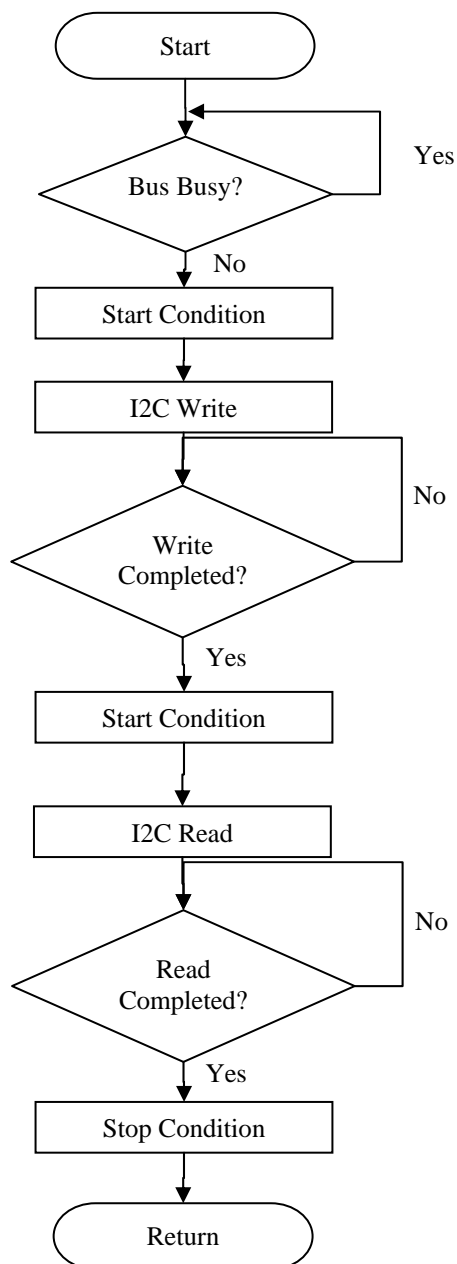 Start
Yes
Bus Busy?
No
Start Condition
I2C Write
No
Write
Completed?
Yes
Start Condition
I2C Read
No
Read
Completed?
Yes
Stop Condition
Return